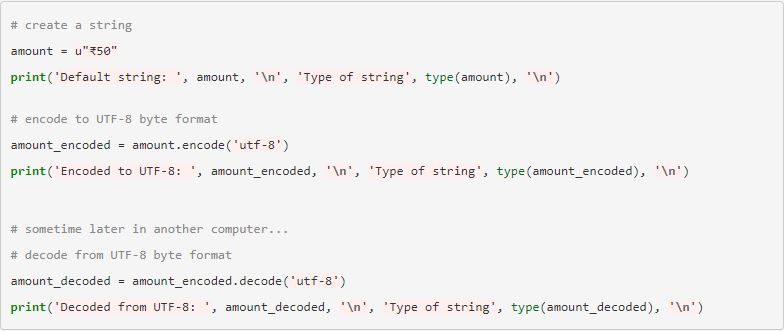 # create a string
amount = u"₹50"
print('Default string: ', amount, '\n', 'Type of string', type(amount), '\n')
# encode to UTF-8 byte format
amount_encoded = amount.encode('utf-8')
print('Encoded to UTF-8: ', amount_encoded, '\n', 'Type of string', type(amount_encoded), '\n')
# sometime later in another computer...
# decode from UTF-8 byte format
amount_decoded = amount_encoded.decode('utf-8')
print('Decoded from UTF-8: ', amount_decoded, '\n', 'Type of string', type(amount_decoded), '\n')